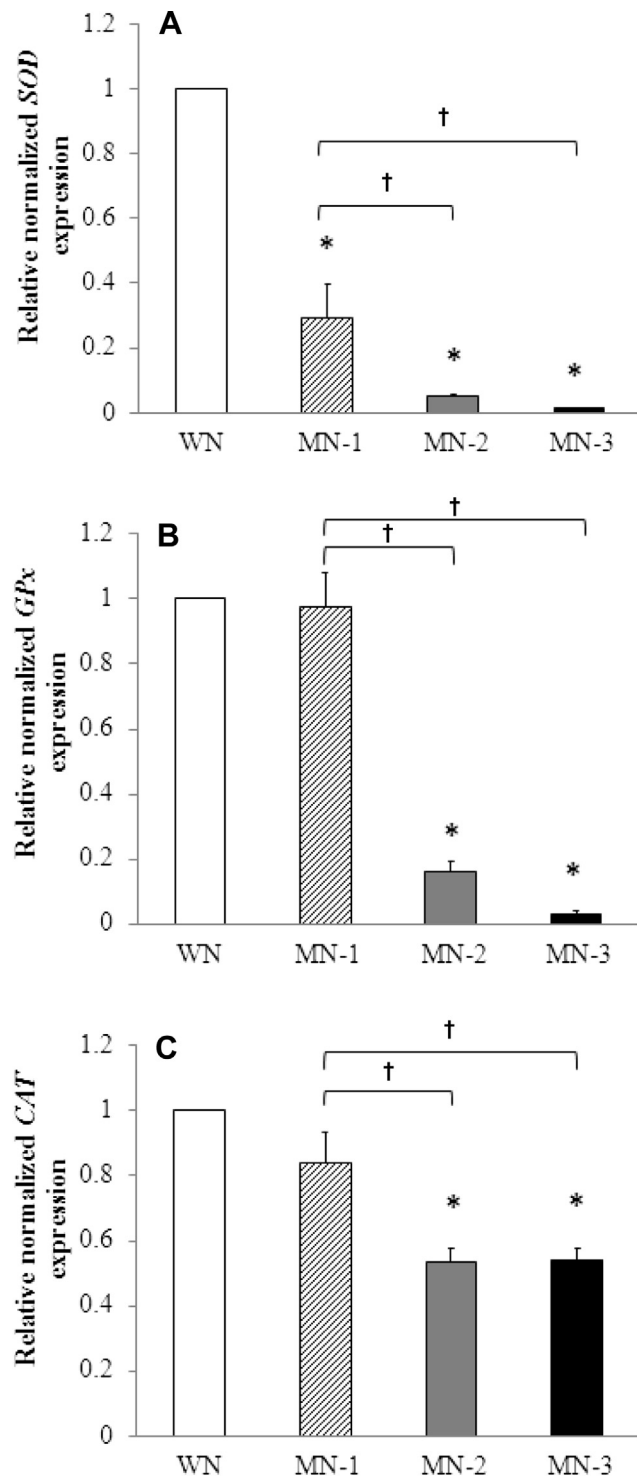 A
Relative normalized SOD
expression
1.2
1
0.8
0.6
0.4
0.2
0
†
†
*
*
*
WN MN-1 MN-2 MN-3
B
Relative normalized GPx
expression
1.2
1
0.8
0.6
0.4
0.2
0
†
†
*
*
WN MN-1 MN-2 MN-3
C
Relative normalized CAT
expression
1.2
1
0.8
0.6
0.4
0.2
0
†
†
*
*
WN MN-1 MN-2 MN-3